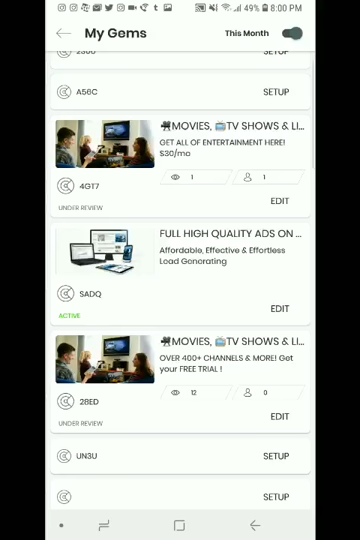 49% 8:00 PM
My Gems
This Month
SETUP
A56C
SETUP
🎥MOVIES, 📺TV SHOWS & LI...
GET ALL OF ENTERTAINMENT HERE!
$30/mo
1
1
4GT7
UNDER REVIEW
EDIT
FULL HIGH QUALITY ADS ON ...
Affordable, Effective & Effortless
Lead Generating
SADQ
ACTIVE
EDIT
🎥MOVIES, 📺TV SHOWS & LI...
OVER 400+ CHANNELS & MORE! Get
your FREE TRIAL !
12
0
28ED
UNDER REVIEW
EDIT
UN3U
SETUP
SETUP